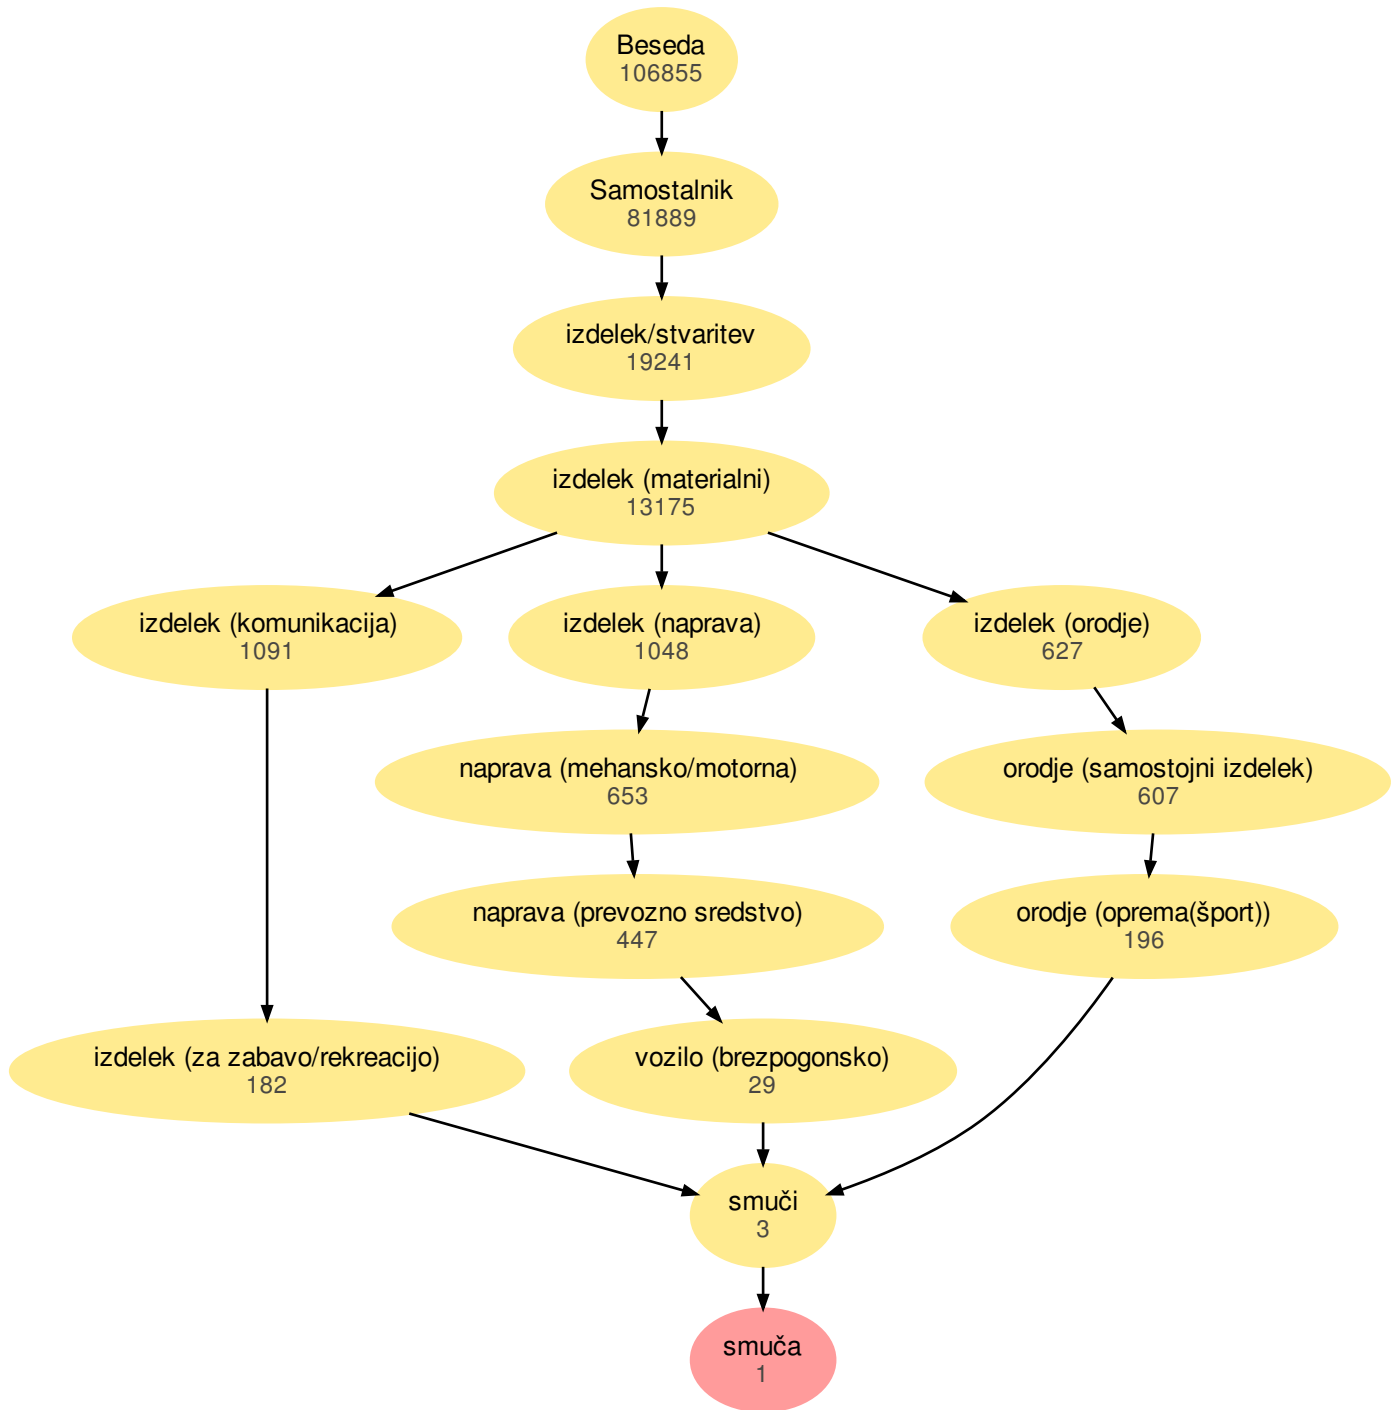 Beseda
106855
Samostalnik
81889
izdelek/stvaritev
19241
izdelek (materialni)
13175
izdelek (komunikacija)
1091
izdelek (naprava)
1048
izdelek (orodje)
627
naprava (mehansko/motorna)
653
orodje (samostojni izdelek)
607
naprava (prevozno sredstvo)
447
orodje (oprema(šport))
196
izdelek (za zabavo/rekreacijo)
182
vozilo (brezpogonsko)
29
smuči
3
smuča
1